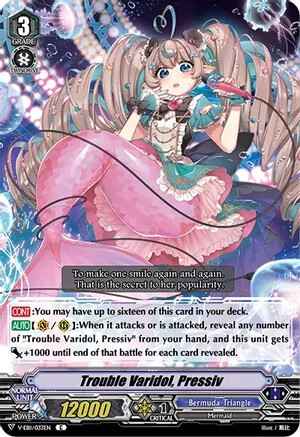 3
GRADE
TWIN DRIVE
To make one smile again and again.
That is the secret to her popularity.
CONT:You may have up to sixteen of this card in your deck.
AUTO [ / ]:When it attacks or is attacked, reveal any number
of "Trouble Varidol, Pressiv" from your hand, and this unit gets
+1000 until end of that battle for each card revealed.
V-EB11/033EN C Trouble Varidol, Pressiv
NORMAL UNIT
POWER 12000 1 CRITICAL
Bermuda Triangle
Mermaid